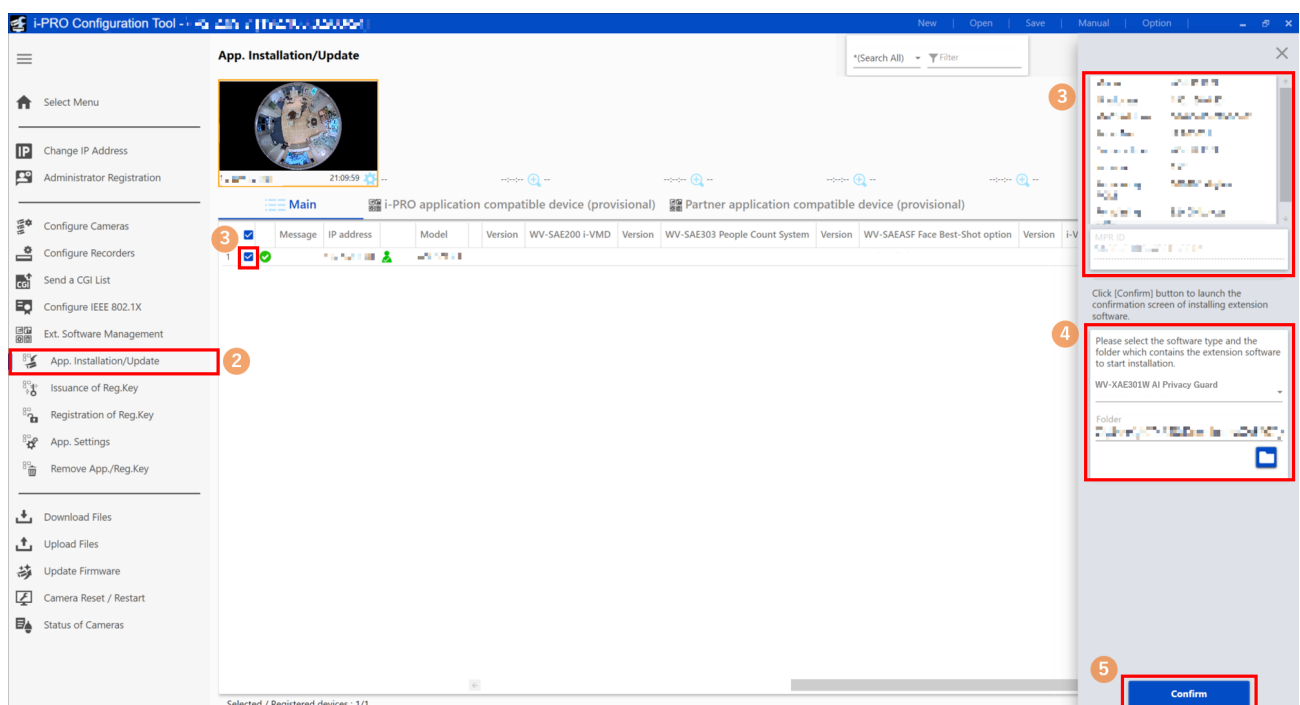 i-PRO Configuration Tool -
New | Open | Save | Manual | Option |
App. Installation/Update
*(Search All)
Filter
Select Menu
Change IP Address
Administrator Registration
Configure Cameras
Configure Recorders
Send a CGI List
Configure IEEE 802.1X
Ext. Software Management
App. Installation/Update
2
Issuance of Reg.Key
Registration of Reg.Key
App. Settings
Remove App./Reg.Key
Download Files
Upload Files
Update Firmware
Camera Reset / Restart
Status of Cameras
21:09:59 --
--:--:-- --
--:--:-- --
--:--:-- --
--:--:-- --
Main
i-PRO application compatible device (provisional)
Partner application compatible device (provisional)
3
Message IP address Model Version WV-SAE200 i-VMD Version WV-SAE303 People Count System Version WV-SAEASF Face Best-Shot option Version i-V
1
Selected / Registered devices : 1/1
3
MPR ID
Click [Confirm] button to launch the
confirmation screen of installing extension
software.
4
Please select the software type and the
folder which contains the extension software
to start installation.
WV-XAE301W AI Privacy Guard
Folder
5
Confirm